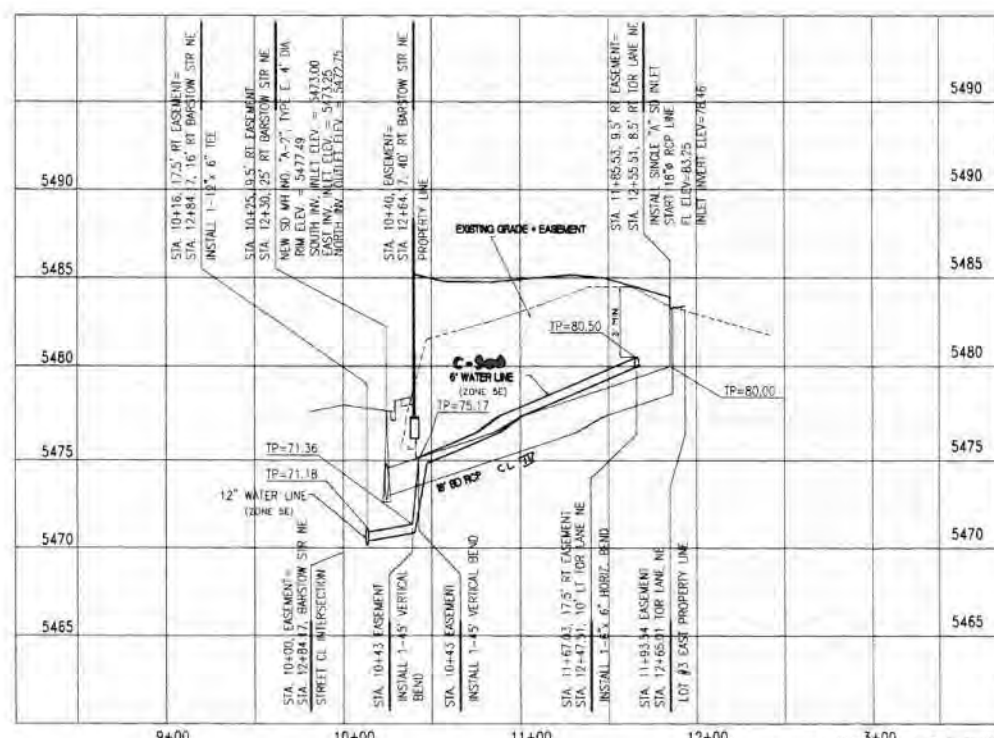 STA. 10+16, 17.5' RT EASEMENT=
STA. 12+84.17, 16' RT BARSTOW STR NE
INSTALL 1-12"x 6" TEE
STA. 10+25, 9.5' RT EASEMENT
STA. 12+30, 25' RT BARSTOW STR NE
NEW SD MH NO. "A-7", TYPE E, 4' DIA.
RIM ELEV. = 5477.49
SOUTH INV. INLET ELEV. = 5473.00
EAST INV. INLET ELEV. = 5473.25
NORTH INV. OUTLET ELEV. = 5472.75
STA. 10+40, EASEMENT=
STA. 12+64.17, 40' RT BARSTOW STR NE
PROPERTY LINE
STA. 11+85.53, 9.5' RT EASEMENT=
STA. 12+55.51, 8.5' RT TOR LANE NE
INSTAL SINGLE "A" SD INLET
START RCP LINE
FL ELEV=83.25
INLET INVERT ELEV=78.46
5490
5490
5490
5485
5485
5485
5480
5480
5475
5475
5470
5470
5465
5465
EXISTING GRADE + EASEMENT
TP=80.50
2' MIN
6" WATER LINE
(ZONE 5E)
TP=75.17
TP=80.00
TP=71.36
TP=71.18
12" WATER LINE
(ZONE 5E)
18" SD RCP CL IV
STA. 10+00, EASEMENT=
STA. 12+84.17, BARSTOW STR NE
STREET CL INTERSECTION
STA. 10+43 EASEMENT
INSTALL 1-45° VERTICAL
BEND
STA. 10+43 EASEMENT
INSTALL 1-45° VERTICAL BEND
STA. 11+67.03, 17.5' RT EASEMENT
STA. 12+47.51, 10' LT TOR LANE NE
INSTALL 1-6"x 6" HORIZ. BEND
STA. 11+93.54 EASEMENT
STA. 12+65.01 TOR LANE NE
LOT #3 EAST PROPERTY LINE
9+00
10+00
11+00
12+00
3+00